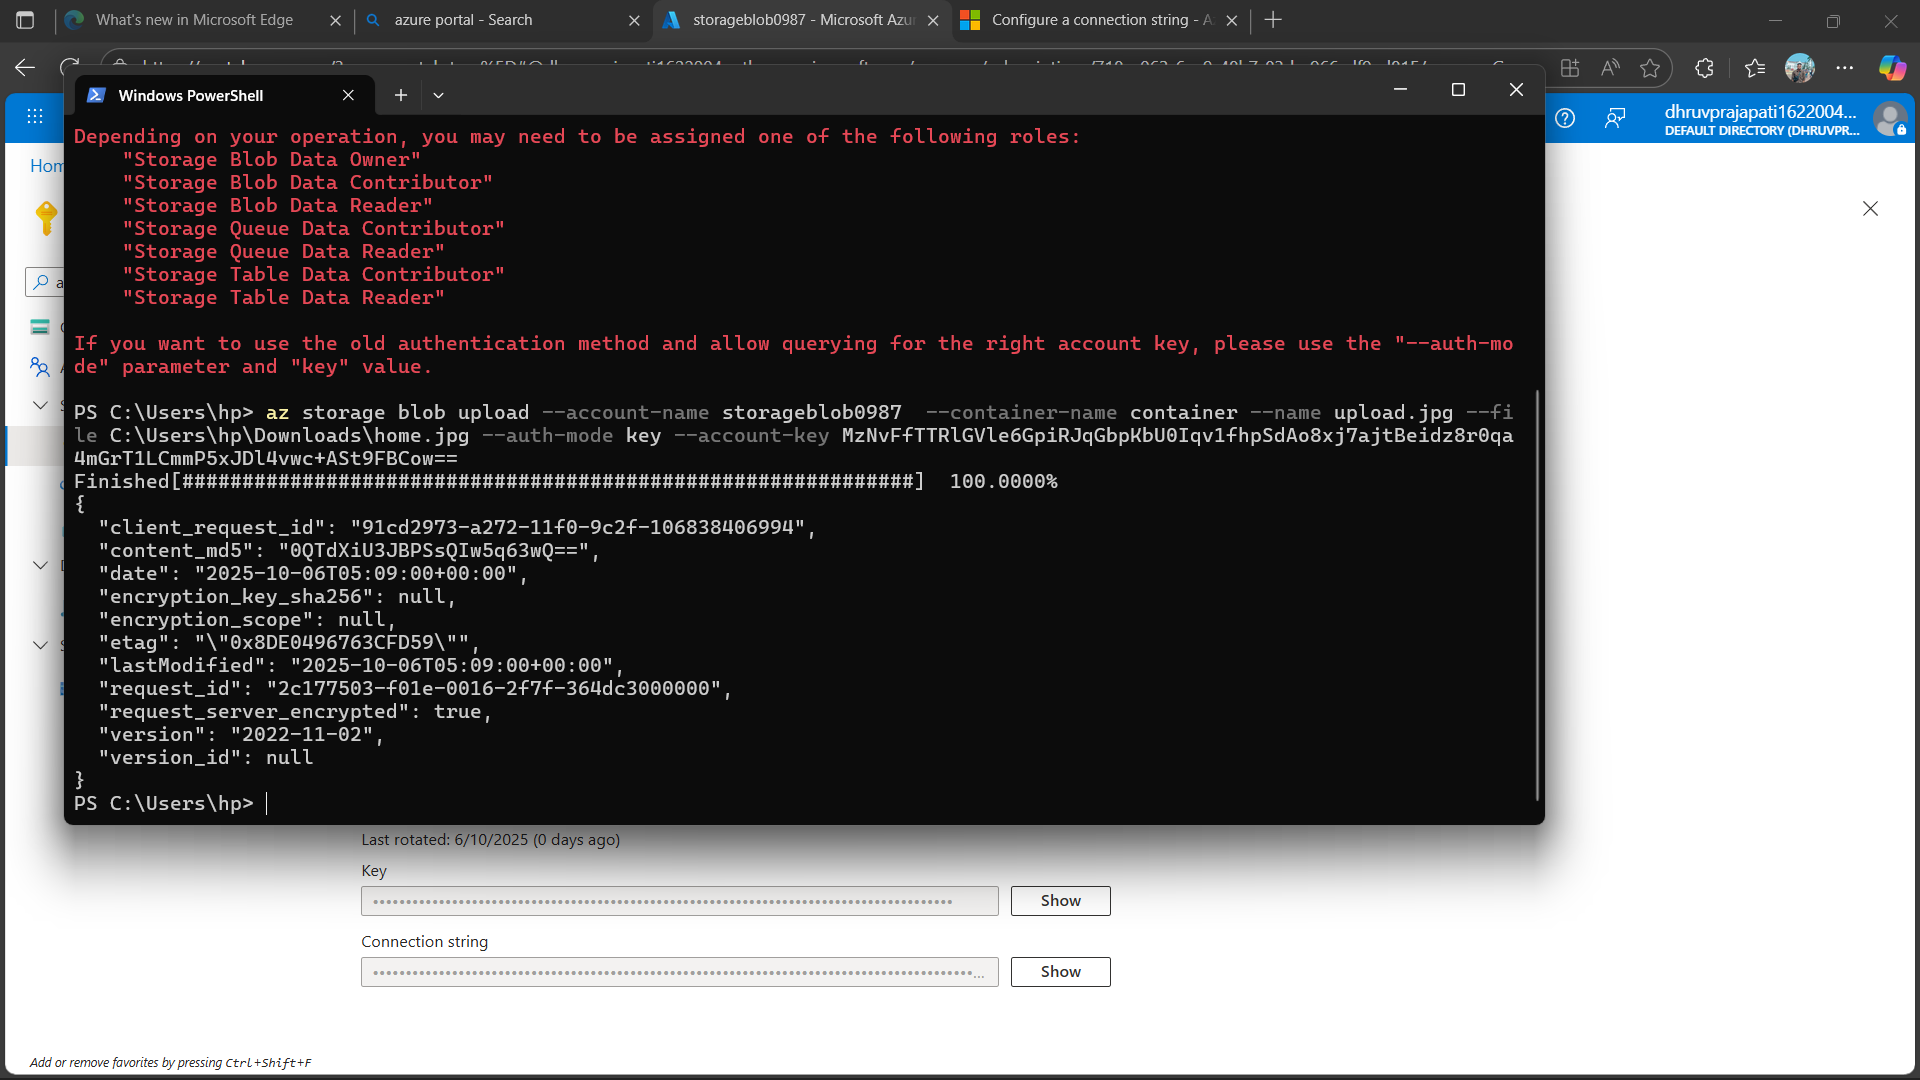 What's new in Microsoft Edge
azure portal - Search
storageblob0987 - Microsoft Azur
Configure a connection string - A
Windows PowerShell
dhruvprajapati1622004...
DEFAULT DIRECTORY (DHRUVPR...
Hom
Depending on your operation, you may need to be assigned one of the following roles:
"Storage Blob Data Owner"
"Storage Blob Data Contributor"
"Storage Blob Data Reader"
"Storage Queue Data Contributor"
"Storage Queue Data Reader"
"Storage Table Data Contributor"
"Storage Table Data Reader"
If you want to use the old authentication method and allow querying for the right account key, please use the "--auth-mo
de" parameter and "key" value.
PS C:\Users\hp> az storage blob upload --account-name storageblob0987  --container-name container --name upload.jpg --fi
le C:\Users\hp\Downloads\home.jpg --auth-mode key --account-key MzNvFfTTRlGVle6GpiRJqGbpKbU0Iqv1fhpSdAo8xj7ajtBeidz8r0qa
4mGrT1LCmmP5xJDl4vwc+ASt9FBCow==
Finished[#############################################################]  100.0000%
{
"client_request_id": "91cd2973-a272-11f0-9c2f-106838406994",
"content_md5": "0QTdXiU3JBPSsQIw5q63wQ==",
"date": "2025-10-06T05:09:00+00:00",
"encryption_key_sha256": null,
"encryption_scope": null,
"etag": "\"0x8DE0496763CFD59\"",
"lastModified": "2025-10-06T05:09:00+00:00",
"request_id": "2c177503-f01e-0016-2f7f-364dc3000000",
"request_server_encrypted": true,
"version": "2022-11-02",
"version_id": null
}
PS C:\Users\hp>
Last rotated: 6/10/2025 (0 days ago)
Key
Show
Connection string
Show
Add or remove favorites by pressing Ctrl+Shift+F